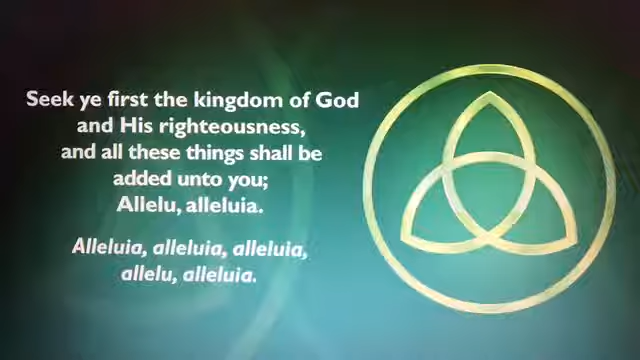 Seek ye first the kingdom of God
and His righteousness,
and all these things shall be
added unto you;
Allelu, alleluia.
Alleluia, alleluia, alleluia,
allelu, alleluia.